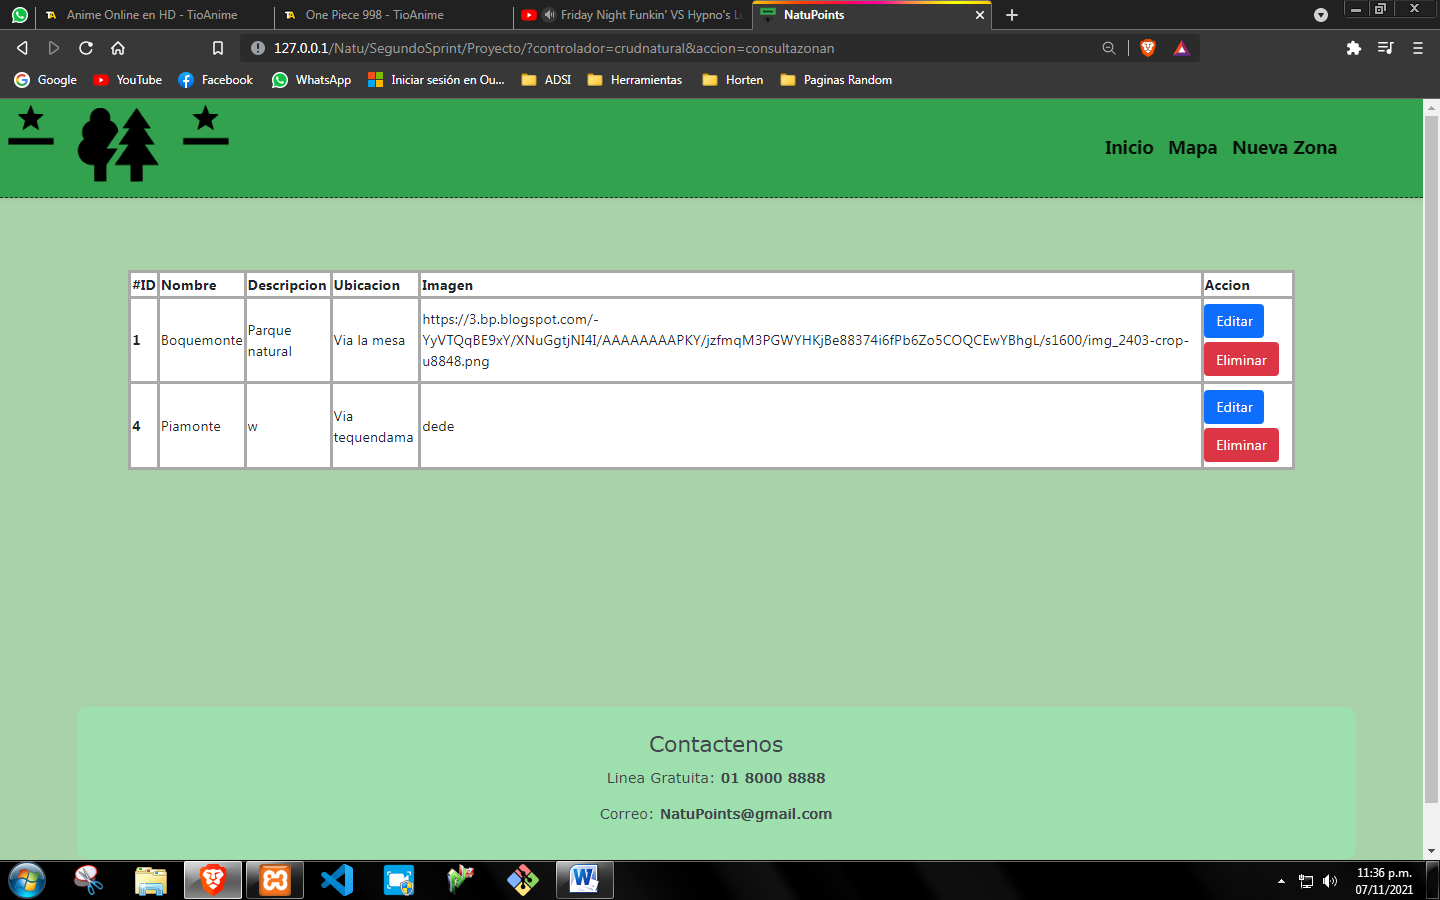 Anime Online en HD - TioAnime
One Piece 998 - TioAnime
Friday Night Funkin' VS Hypno's L
NatuPoints
127.0.0.1/Natu/SegundoSprint/Proyecto/?controlador=crudnatural&accion=consultazonan
Google
YouTube
Facebook
WhatsApp
Iniciar sesión en Ou...
ADSI
Herramientas
Horten
Paginas Random
Inicio Mapa Nueva Zona
#ID Nombre Descripcion Ubicacion Imagen Accion
1 Boquemonte Parque natural Via la mesa
https://3.bp.blogspot.com/-
YyVTQqBE9xY/XNuGgtjNI4I/AAAAAAAAPKY/jzfmqM3PGWYHKjBe88374i6fPb6Zo5COQCEwYBhgL/s1600/img_2403-crop-
u8848.png
Editar
Eliminar
4 Piamonte w Via tequendama dede
Editar
Eliminar
Contactenos
Linea Gratuita: 01 8000 8888
Correo: NatuPoints@gmail.com
11:36 p.m.
07/11/2021